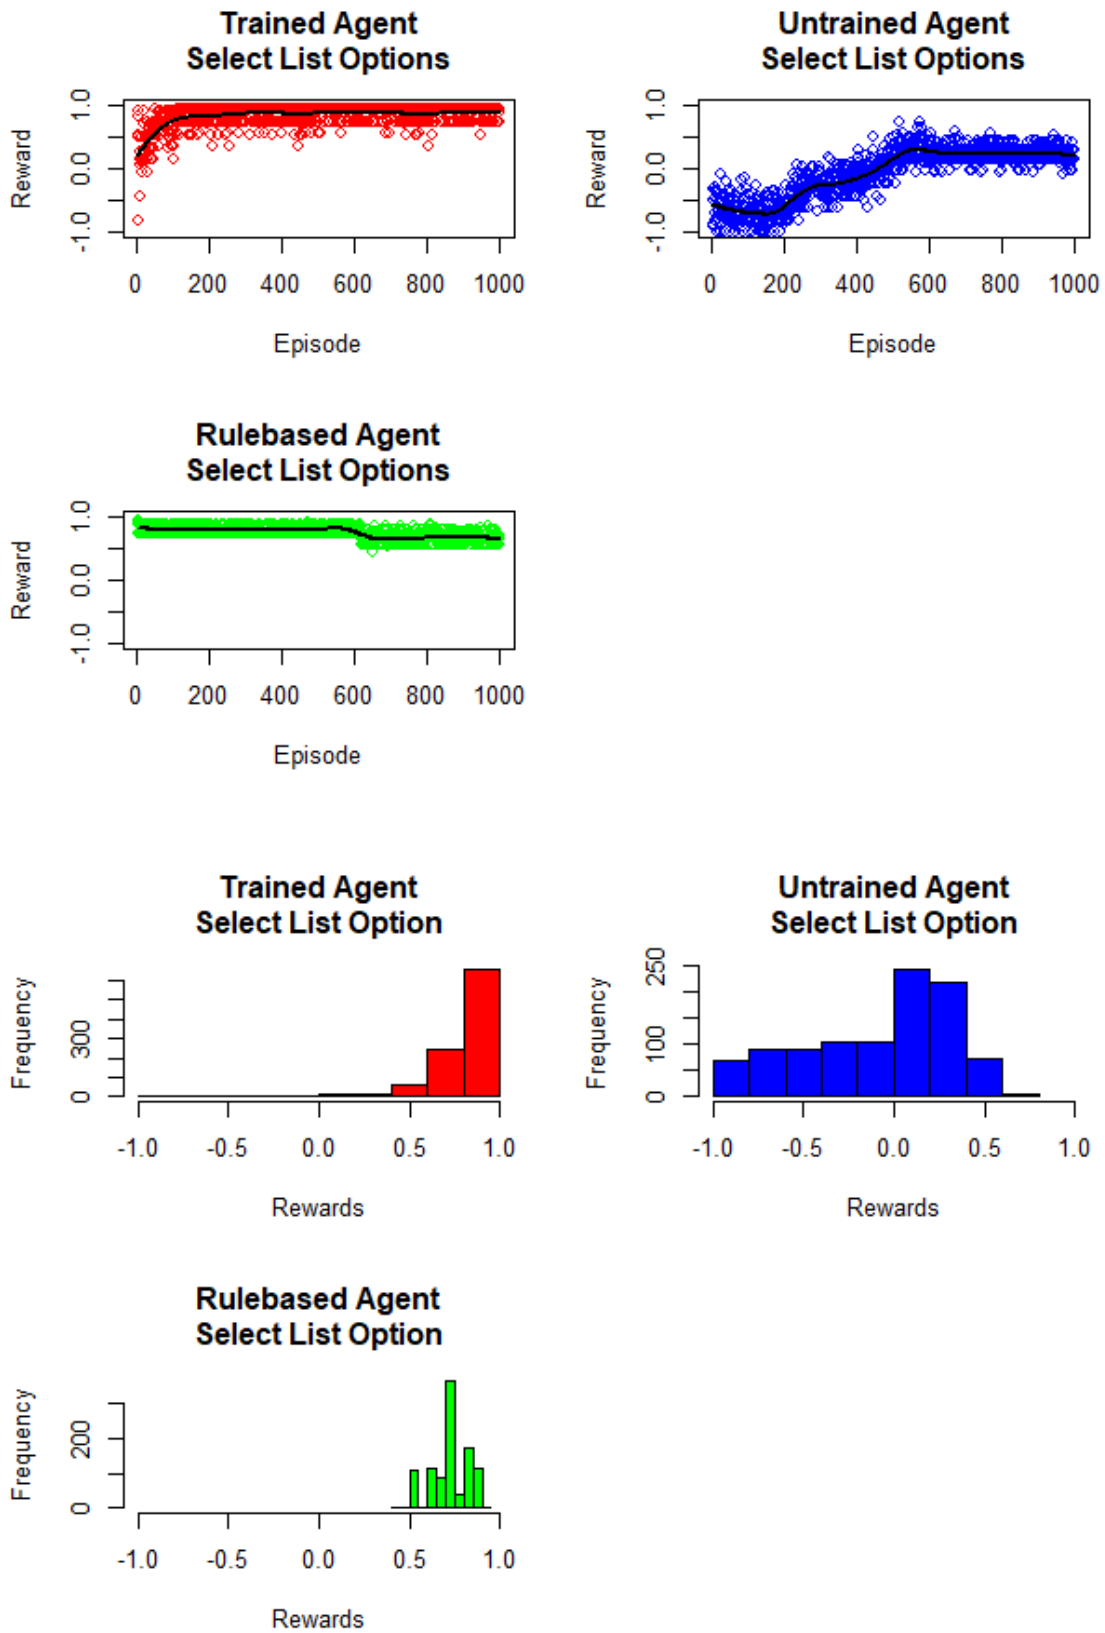 Trained Agent
Select List Options
Reward
1.0
0.0
-1.0
0 200 400 600 800 1000
Episode
Untrained Agent
Select List Options
Reward
1.0
0.0
-1.0
0 200 400 600 800 1000
Episode
Rulebased Agent
Select List Options
Reward
1.0
0.0
-1.0
0 200 400 600 800 1000
Episode
Trained Agent
Select List Option
Frequency
300
0
-1.0 -0.5 0.0 0.5 1.0
Rewards
Untrained Agent
Select List Option
Frequency
250
100
0
-1.0 -0.5 0.0 0.5 1.0
Rewards
Rulebased Agent
Select List Option
Frequency
200
0
-1.0 -0.5 0.0 0.5 1.0
Rewards